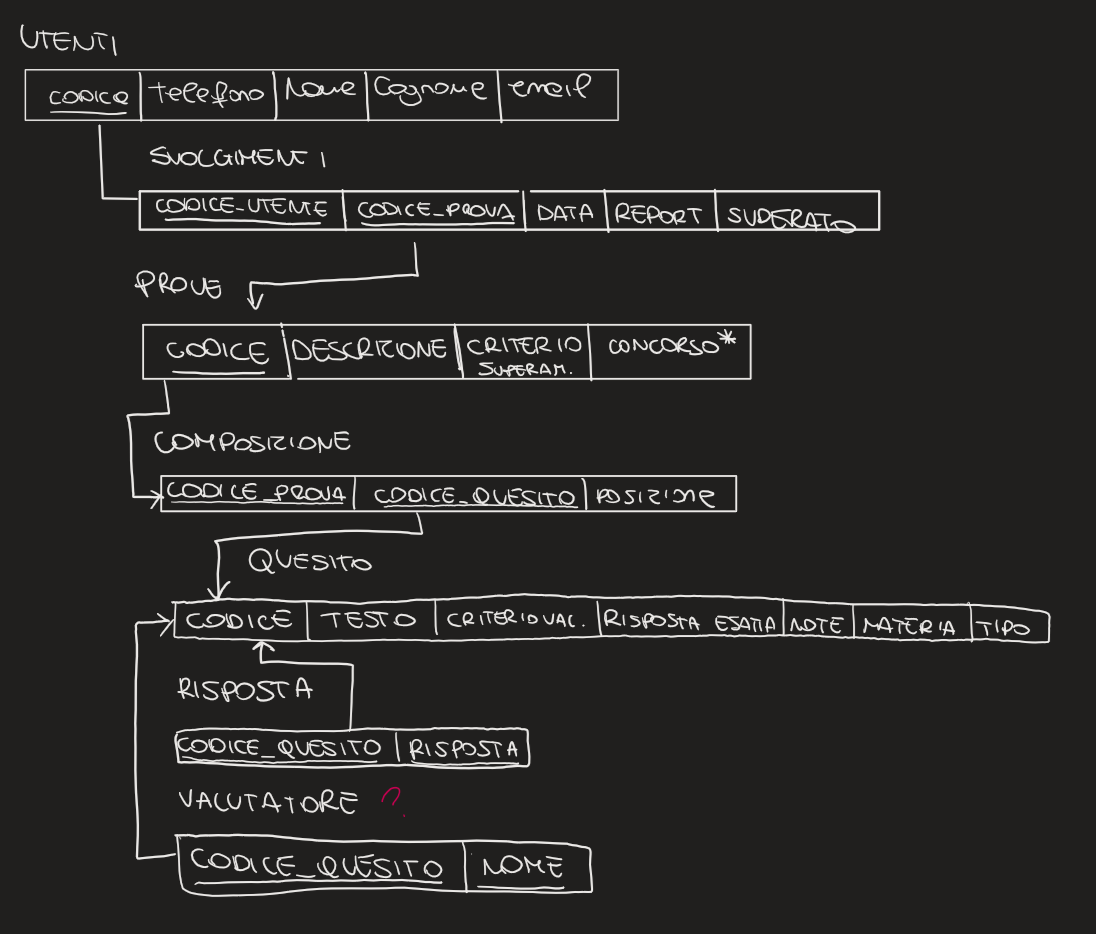 UTENTI
CODICE telefono Nome Cognome email
SVOLGIMENTI
CODICE_UTENTE CODICE_PROVA DATA REPORT SUPERATO
PROVE
CODICE DESCRIZIONE CRITERIO SUPERAM. CONCORSO*
COMPOSIZIONE
CODICE_PROVA CODICE_QUESITO POSIZIONE
QUESITO
CODICE TESTO CRITERIO VAL. RISPOSTA ESATTA NOTE MATERIA TIPO
RISPOSTA
CODICE_QUESITO RISPOSTA
VALUTATORE ?
CODICE_QUESITO NOME